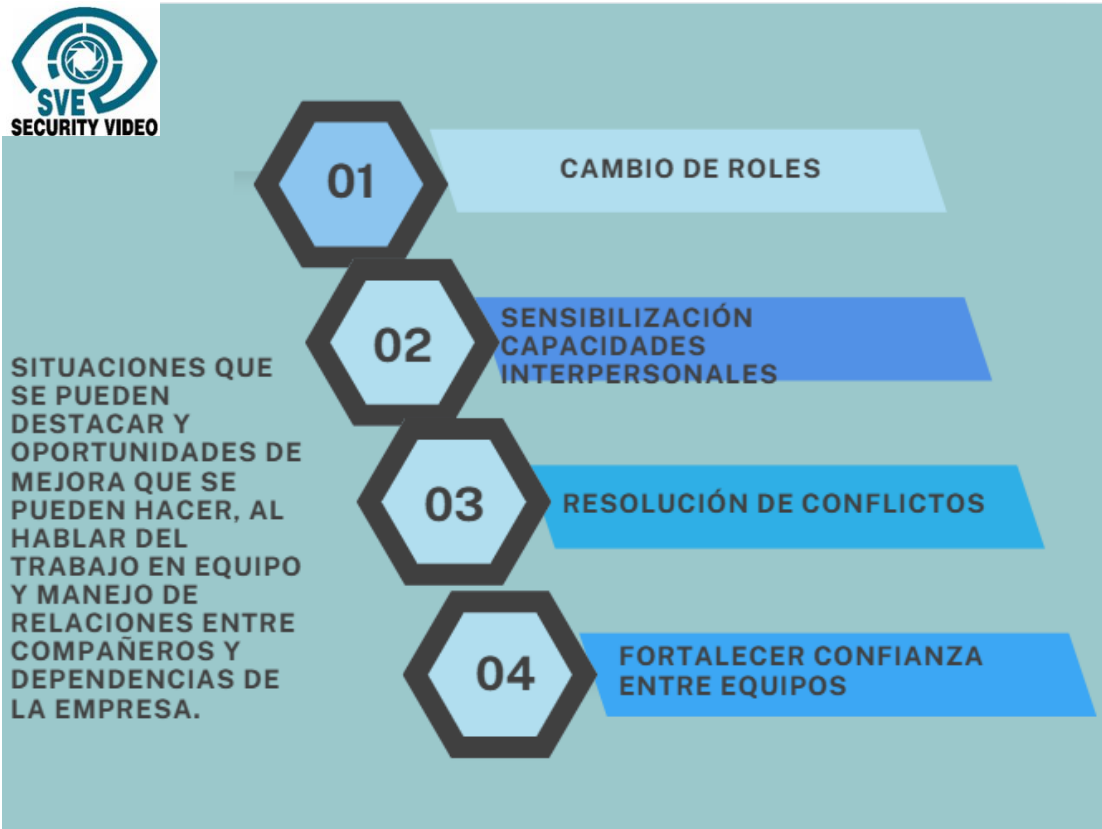 SVE
SECURITY VIDEO
01
CAMBIO DE ROLES
02
SENSIBILIZACIÓN
CAPACIDADES
INTERPERSONALES
SITUACIONES QUE
SE PUEDEN
DESTACAR Y
OPORTUNIDADES DE
MEJORA QUE SE
PUEDEN HACER, AL
HABLAR DEL
TRABAJO EN EQUIPO
Y MANEJO DE
RELACIONES ENTRE
COMPAÑEROS Y
DEPENDENCIAS DE
LA EMPRESA.
03
RESOLUCIÓN DE CONFLICTOS
04
FORTALECER CONFIANZA
ENTRE EQUIPOS